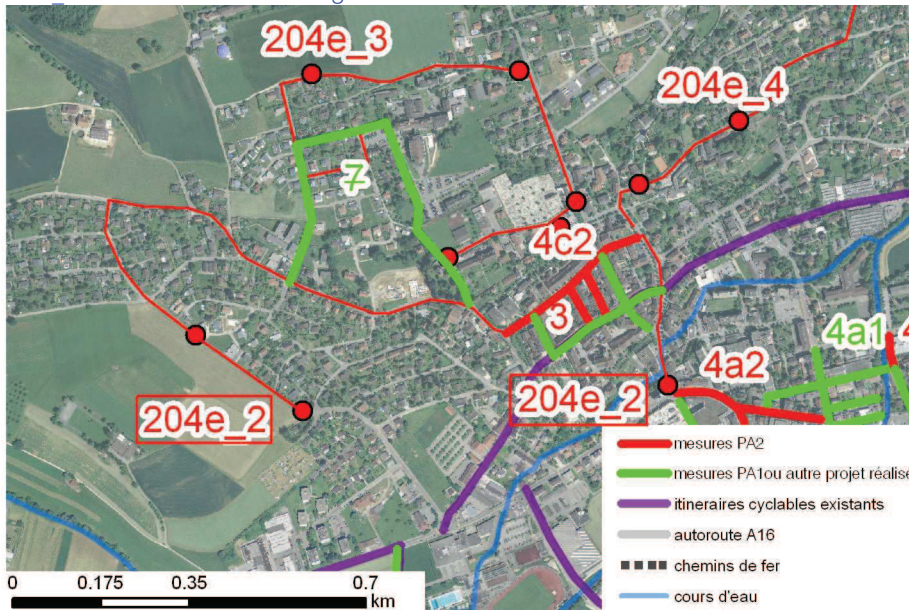 204e_3
204e_4
7
4c2
3
4a1
4a2
204e_2
204e_2
mesures PA2
mesures PA1ou autre projet réalisé
itineraires cyclables existants
autoroute A16
chemins de fer
cours d'eau
0 0.175 0.35 0.7
km